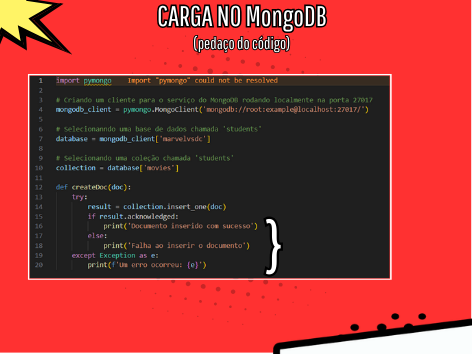 CARGA NO MongoDB
(pedaço do código)
1 import pymongo Import "pymongo" could not be resolved
2
3 # Criando um cliente para o serviço do MongoDB rodando localmente na porta 27017
4 mongodb_client = pymongo.MongoClient('mongodb://root:example@localhost:27017/')
5
6 # Selecionanndo uma base de dados chamada 'students'
7 database = mongodb_client['marvelvsdc']
8
9 # Selecionando uma coleção chamada 'students'
10 collection = database['movies']
11
12 def createDoc(doc):
13 try:
14 result = collection.insert_one(doc)
15 if result.acknowledged:
16 print('Documento inserido com sucesso')
17 else:
18 print('Falha ao inserir o documento')
19 except Exception as e:
20 print(f'Um erro ocorreu: {e}')
}